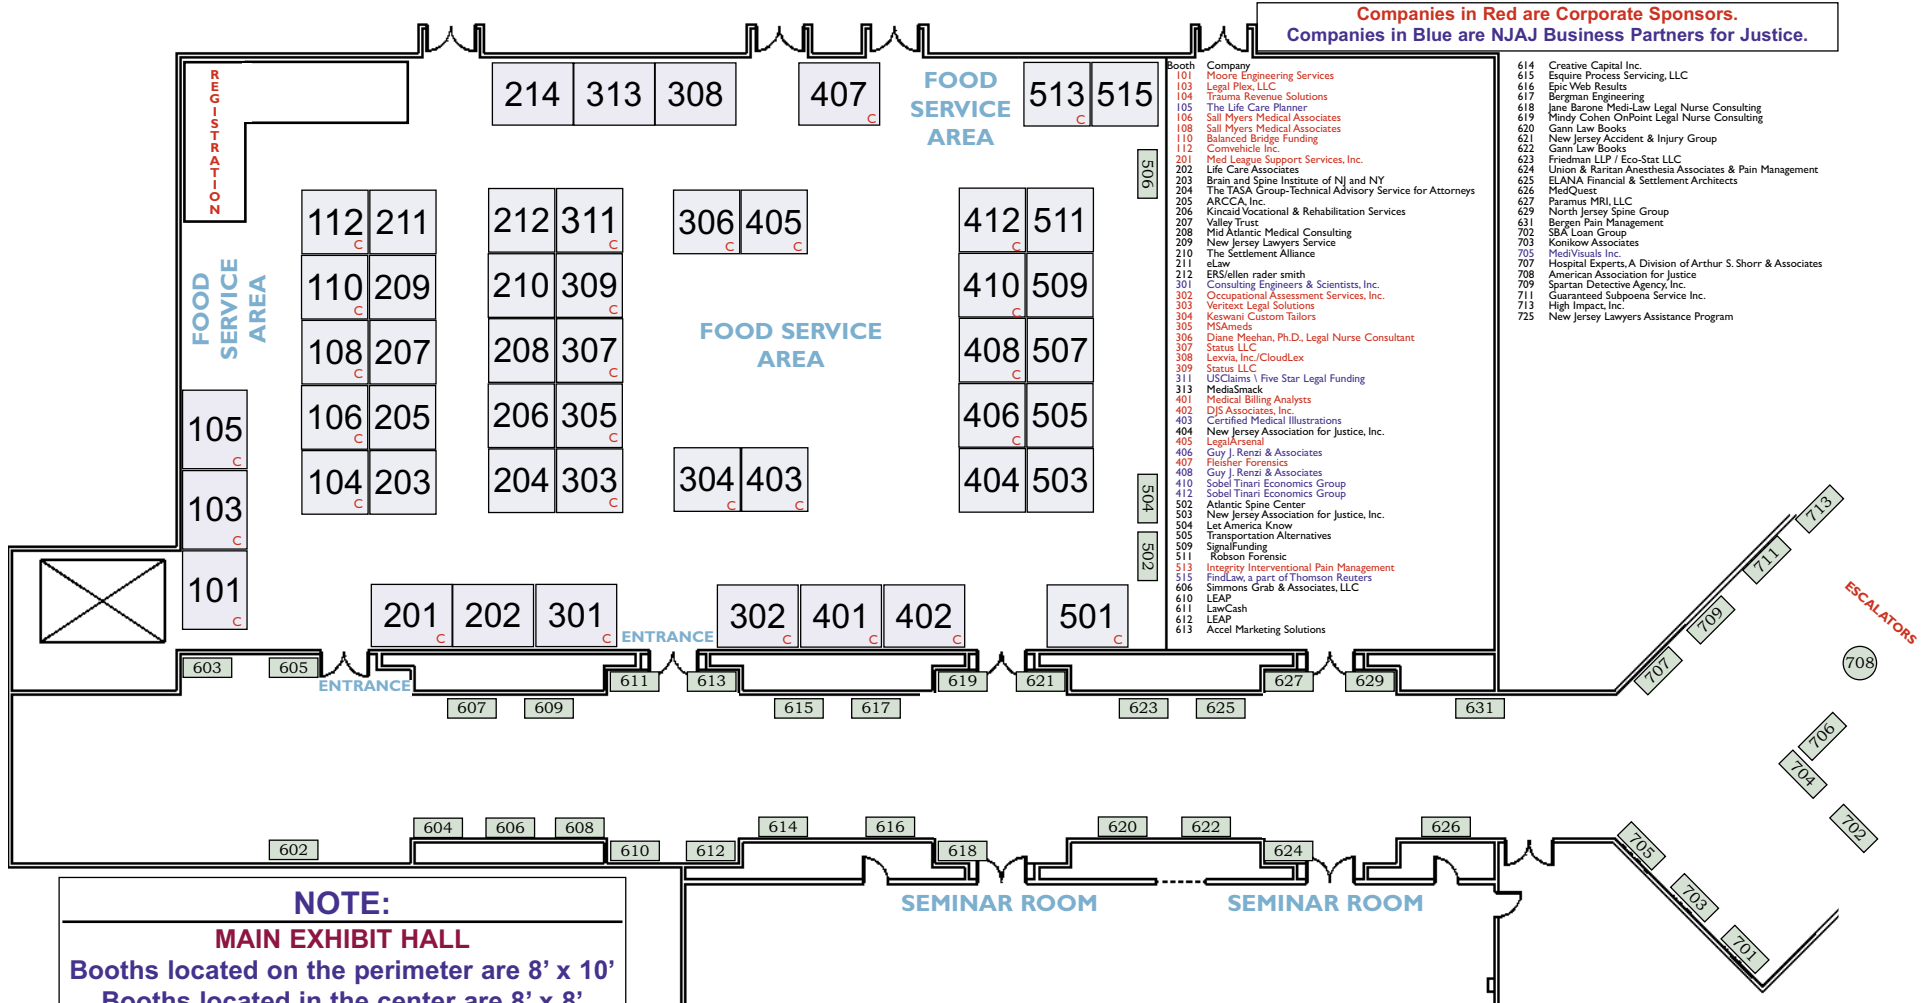 Companies in Red are Corporate Sponsors.
Companies in Blue are NJAJ Business Partners for Justice.
REGISTRATION
214 313 308 407 C
FOOD
SERVICE
AREA
513 C 515
506
112 C 211
212 311 C
306 C 405 C
412 C 511
FOOD
SERVICE
AREA
110 C 209
210 309 C
410 C 509
FOOD SERVICE
AREA
108 C 207
208 307 C
408 C 507
106 C 205
206 305 C
406 C 505
104 C 203
204 303 C
304 C 403 C
404 503
504
502
105 C
103 C
101 C
201 C 202 301 C
ENTRANCE
302 C 401 C 402 C
501 C
Booth Company
101 Moore Engineering Services
103 Legal Plex, LLC
104 Trauma Revenue Solutions
105 The Life Care Planner
106 Sall Myers Medical Associates
108 Sall Myers Medical Associates
110 Balanced Bridge Funding
112 Comvehicle Inc.
201 Med League Support Services, Inc.
202 Life Care Associates
203 Brain and Spine Institute of NJ and NY
204 The TASA Group-Technical Advisory Service for Attorneys
205 ARCCA, Inc.
206 Kincaid Vocational & Rehabilitation Services
207 Valley Trust
208 Mid Atlantic Medical Consulting
209 New Jersey Lawyers Service
210 The Settlement Alliance
211 eLaw
212 ERS/ellen rader smith
301 Consulting Engineers & Scientists, Inc.
302 Occupational Assessment Services, Inc.
303 Veritext Legal Solutions
304 Keswani Custom Tailors
305 MSAmeds
306 Diane Meehan, Ph.D., Legal Nurse Consultant
307 Status LLC
308 Lexvia, Inc./CloudLex
309 Status LLC
311 USClaims \ Five Star Legal Funding
313 MediaSmack
401 Medical Billing Analysts
402 DJS Associates, Inc.
403 Certified Medical Illustrations
404 New Jersey Association for Justice, Inc.
405 LegalArsenal
406 Guy J. Renzi & Associates
407 Fleisher Forensics
408 Guy J. Renzi & Associates
410 Sobel Tinari Economics Group
412 Sobel Tinari Economics Group
502 Atlantic Spine Center
503 New Jersey Association for Justice, Inc.
504 Let America Know
505 Transportation Alternatives
509 SignalFunding
511 Robson Forensic
513 Integrity Interventional Pain Management
515 FindLaw, a part of Thomson Reuters
606 Simmons Grab & Associates, LLC
610 LEAP
611 LawCash
612 LEAP
613 Accel Marketing Solutions
614 Creative Capital Inc.
615 Esquire Process Servicing, LLC
616 Epic Web Results
617 Bergman Engineering
618 Jane Barone Medi-Law Legal Nurse Consulting
619 Mindy Cohen OnPoint Legal Nurse Consulting
620 Gann Law Books
621 New Jersey Accident & Injury Group
622 Gann Law Books
623 Friedman LLP / Eco-Stat LLC
624 Union & Raritan Anesthesia Associates & Pain Management
625 ELANA Financial & Settlement Architects
626 MedQuest
627 Paramus MRI, LLC
629 North Jersey Spine Group
631 Bergen Pain Management
702 SBA Loan Group
703 Konikow Associates
705 MediVisuals Inc.
707 Hospital Experts, A Division of Arthur S. Shorr & Associates
708 American Association for Justice
709 Spartan Detective Agency, Inc.
711 Guaranteed Subpoena Service Inc.
713 High Impact, Inc.
725 New Jersey Lawyers Assistance Program
713
711
709
707
ESCALATORS
708
603 605
ENTRANCE
611 613 619 621 627 629
607 609 615 617 623 625 631
706
704
702
604 606 608 614 616 620 622 626
602 610 612 618 624
705
703
701
SEMINAR ROOM SEMINAR ROOM
NOTE:
MAIN EXHIBIT HALL
Booths located on the perimeter are 8' x 10'
Booths located in the center are 8' x 8'